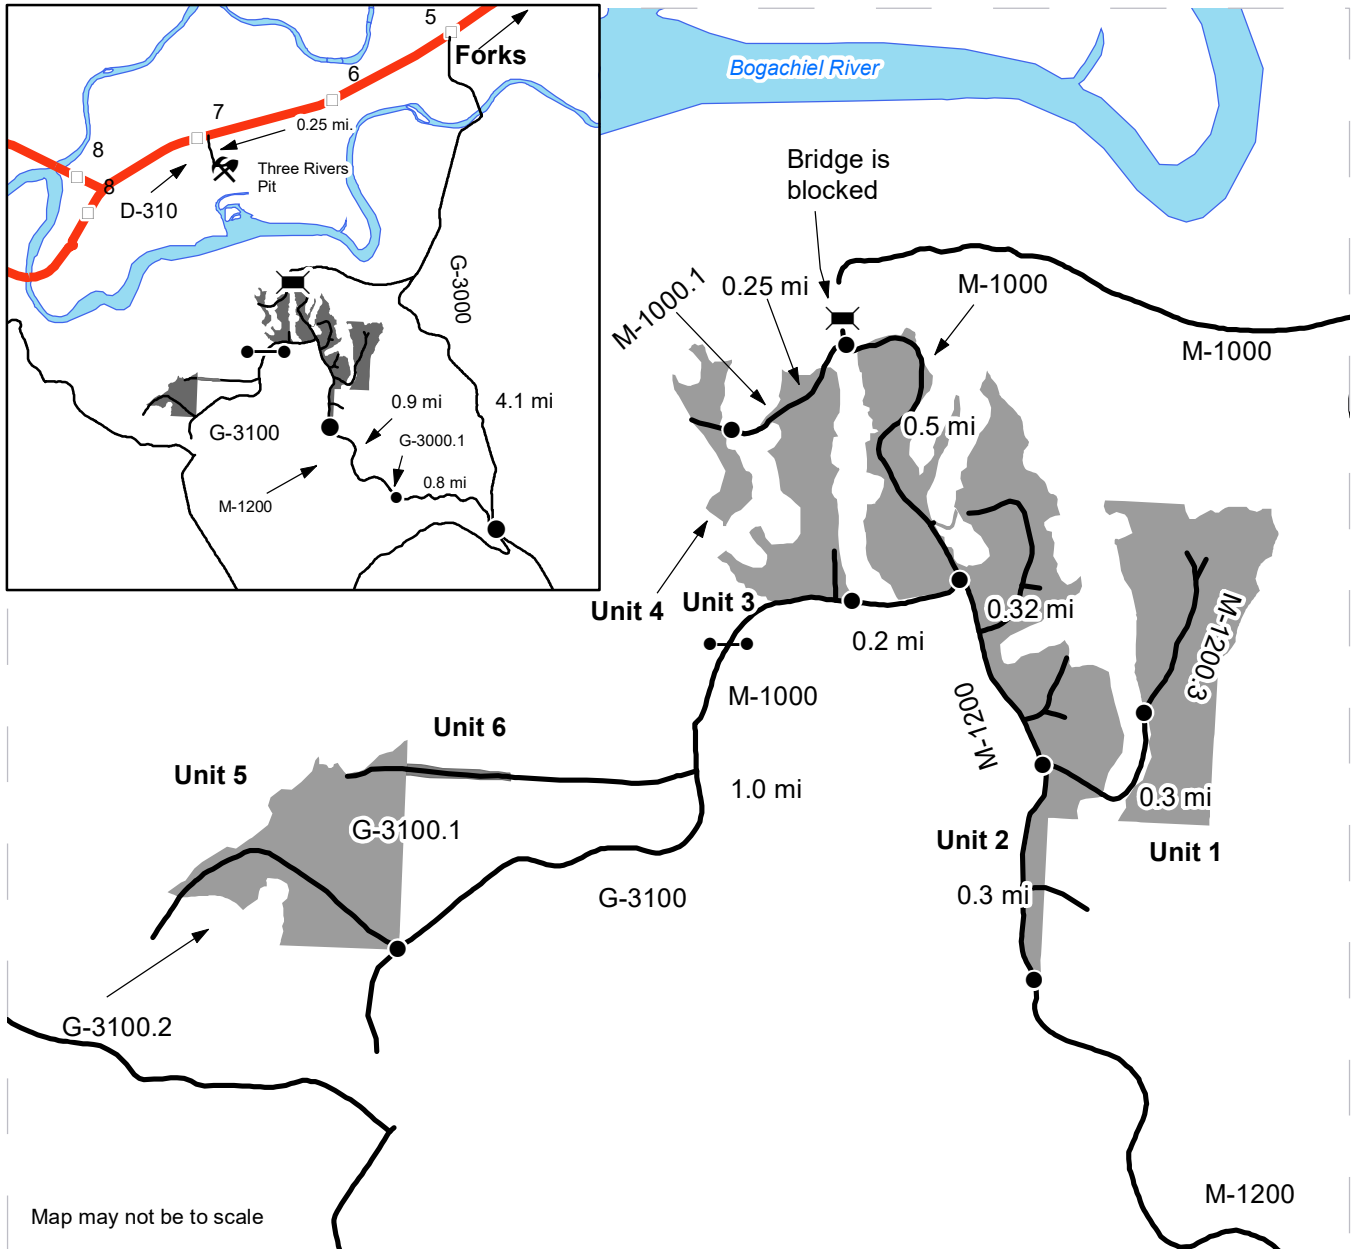 5
Forks
6
7
0.25 mi.
8
Three Rivers
Pit
8
D-310
G-3000
0.9 mi
4.1 mi
G-3100
G-3000.1
0.8 mi
M-1200
Bogachiel River
Bridge is
blocked
M-1000.1
0.25 mi
M-1000
M-1000
0.5 mi
Unit 4
Unit 3
0.32 mi
M-1200.3
0.2 mi
M-1000
M-1200
Unit 6
Unit 5
1.0 mi
0.3 mi
G-3100.1
Unit 2
Unit 1
G-3100
0.3 mi
G-3100.2
M-1200
Map may not be to scale